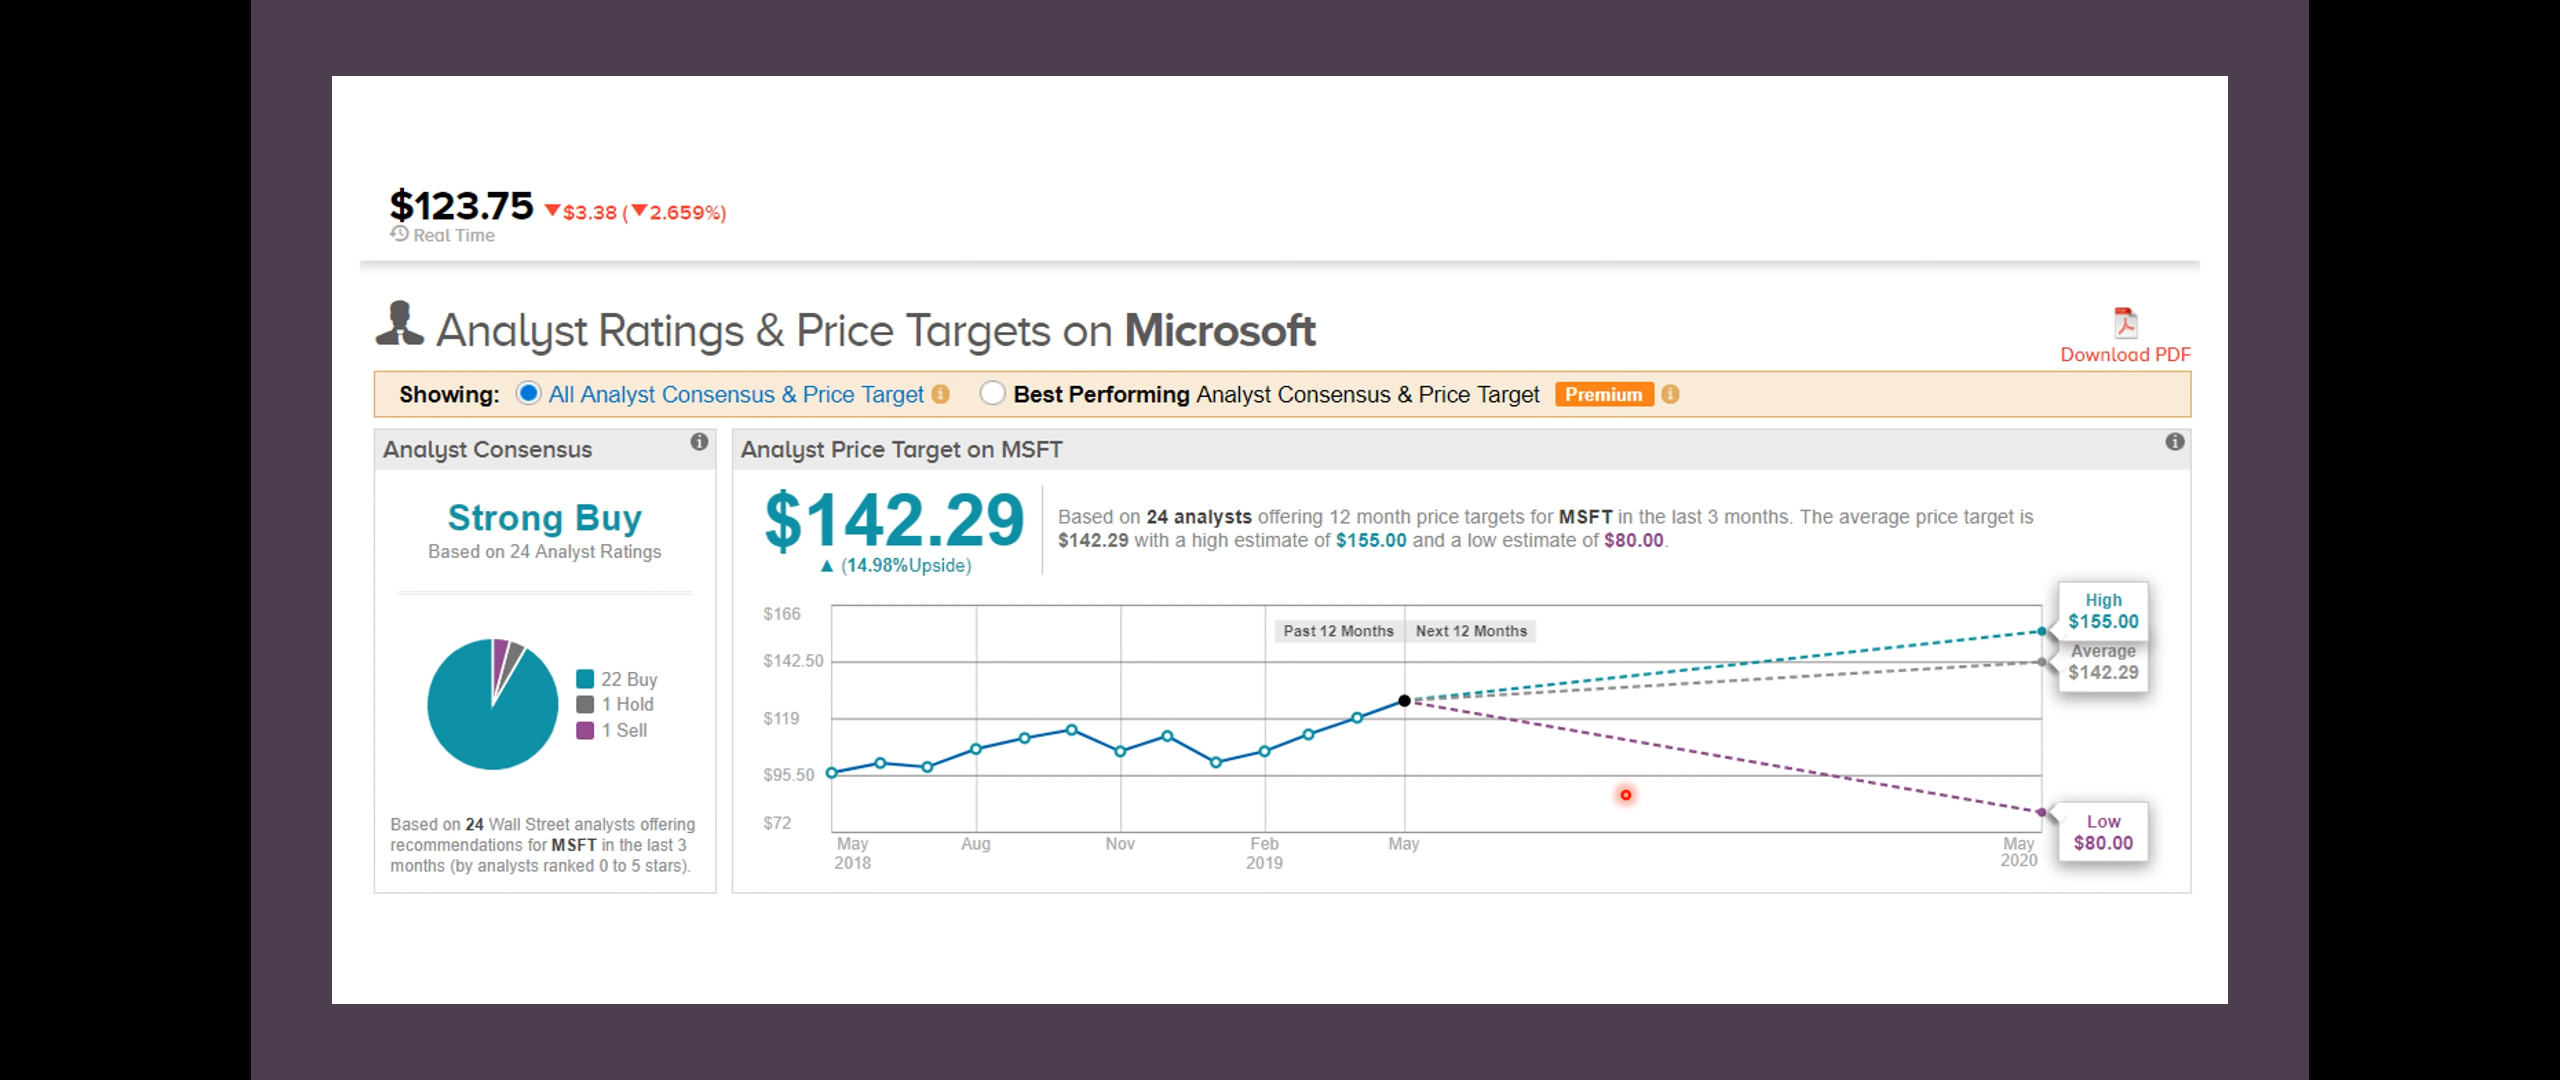 $123.75 ▼$3.38 (▼2.659%)
Real Time
Analyst Ratings & Price Targets on Microsoft
Download PDF
Showing: All Analyst Consensus & Price Target Best Performing Analyst Consensus & Price Target Premium
Analyst Consensus
Strong Buy
Based on 24 Analyst Ratings
22 Buy
1 Hold
1 Sell
Based on 24 Wall Street analysts offering
recommendations for MSFT in the last 3
months (by analysts ranked 0 to 5 stars).
Analyst Price Target on MSFT
$142.29
▲ (14.98%Upside)
Based on 24 analysts offering 12 month price targets for MSFT in the last 3 months. The average price target is
$142.29 with a high estimate of $155.00 and a low estimate of $80.00.
$166
$142.50
$119
$95.50
$72
Past 12 Months Next 12 Months
High
$155.00
Average
$142.29
Low
$80.00
May Aug Nov Feb May May
2018 2019 2020